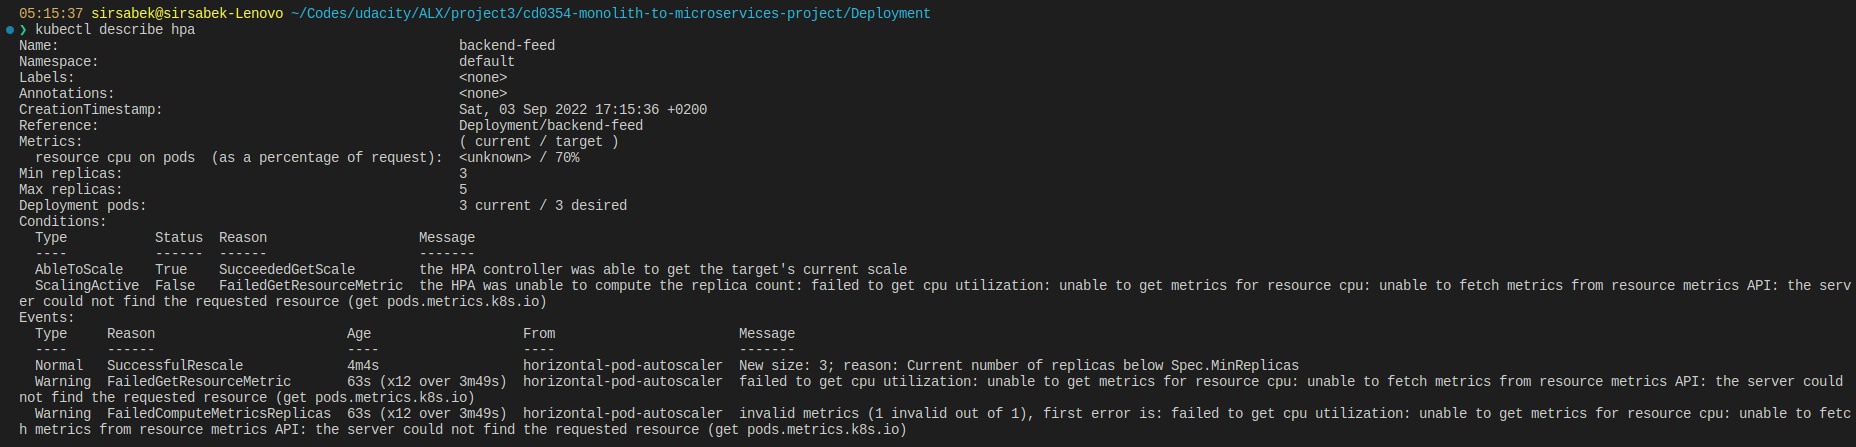 05:15:37 sirsabek@sirsabek-Lenovo ~/Codes/udacity/ALX/project3/cd0354-monolith-to-microservices-project/Deployment
❯ kubectl describe hpa
Name:                                                  backend-feed
Namespace:                                             default
Labels:                                                <none>
Annotations:                                           <none>
CreationTimestamp:                                     Sat, 03 Sep 2022 17:15:36 +0200
Reference:                                             Deployment/backend-feed
Metrics:                                               ( current / target )
  resource cpu on pods  (as a percentage of request):  <unknown> / 70%
Min replicas:                                          3
Max replicas:                                          5
Deployment pods:                                       3 current / 3 desired
Conditions:
  Type           Status  Reason                   Message
  ----           ------  ------                   -------
  AbleToScale    True    SucceededGetScale        the HPA controller was able to get the target's current scale
  ScalingActive  False   FailedGetResourceMetric  the HPA was unable to compute the replica count: failed to get cpu utilization: unable to get metrics for resource cpu: unable to fetch metrics from resource metrics API: the serv
er could not find the requested resource (get pods.metrics.k8s.io)
Events:
  Type     Reason                        Age                   From                       Message
  ----     ------                        ----                  ----                       -------
  Normal   SuccessfulRescale             4m4s                  horizontal-pod-autoscaler  New size: 3; reason: Current number of replicas below Spec.MinReplicas
  Warning  FailedGetResourceMetric       63s (x12 over 3m49s)  horizontal-pod-autoscaler  failed to get cpu utilization: unable to get metrics for resource cpu: unable to fetch metrics from resource metrics API: the server could
not find the requested resource (get pods.metrics.k8s.io)
  Warning  FailedComputeMetricsReplicas  63s (x12 over 3m49s)  horizontal-pod-autoscaler  invalid metrics (1 invalid out of 1), first error is: failed to get cpu utilization: unable to get metrics for resource cpu: unable to fetc
h metrics from resource metrics API: the server could not find the requested resource (get pods.metrics.k8s.io)